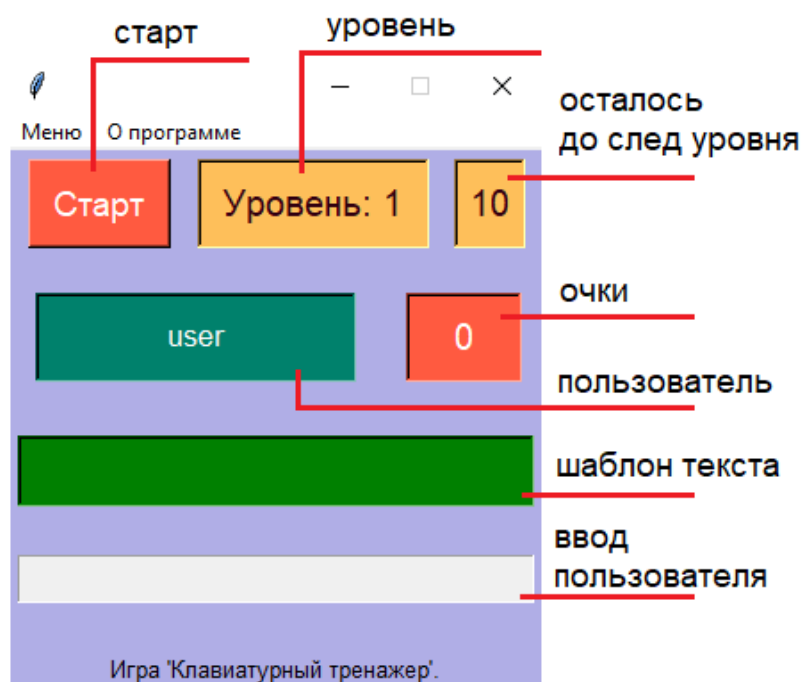 старт
уровень
Меню О программе
осталось
до след уровня
Старт
Уровень: 1
10
очки
user
0
пользователь
шаблон текста
ввод
пользователя
Игра 'Клавиатурный тренажер'.